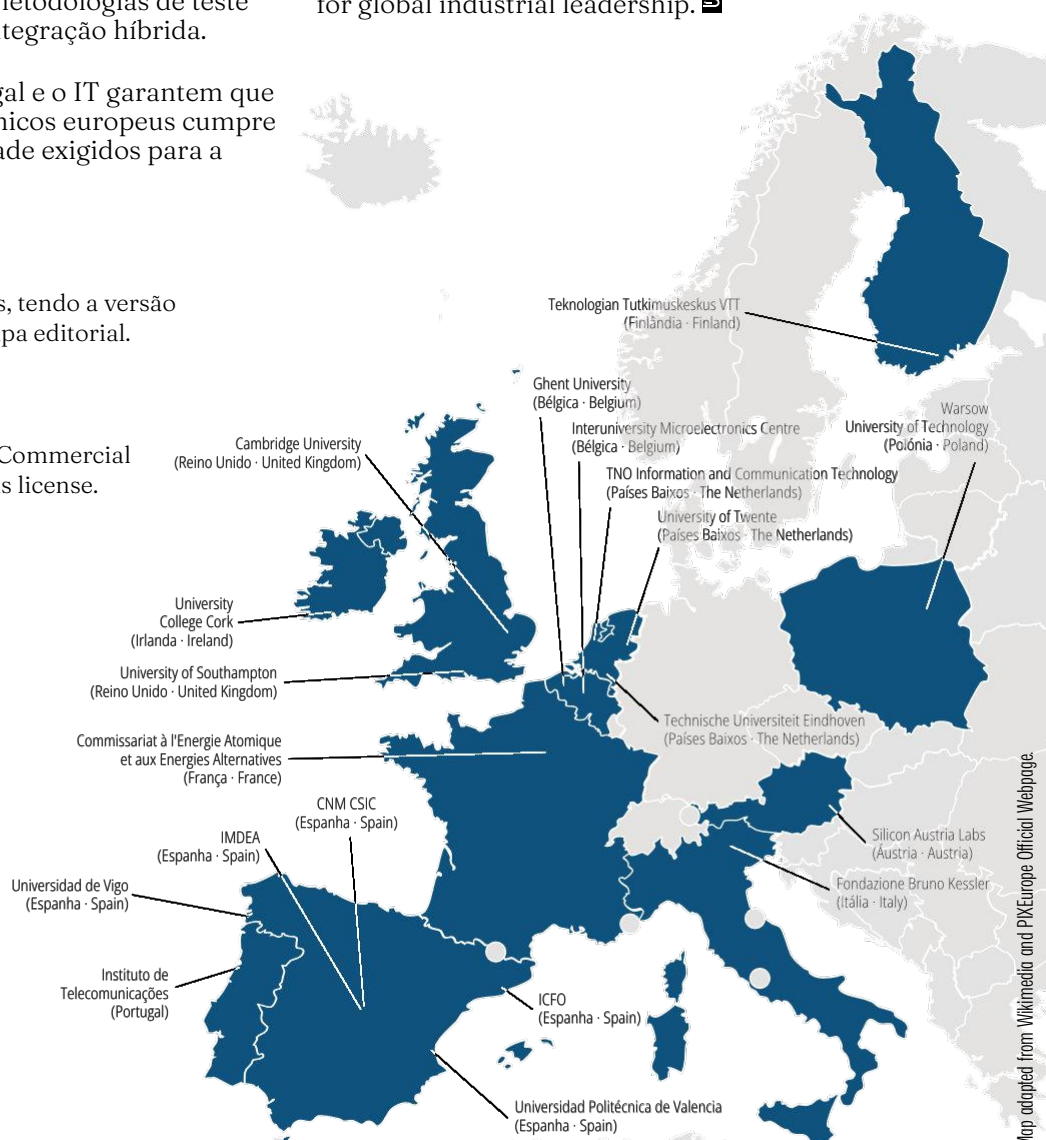 etodologias de teste
ntegração híbrida.
gal e o IT garantem que
nicos europeus cumpre
ade exigidos para a
s, tendo a versão
pa editorial.
Commercial
s license.
for global industrial leadership.
Teknologian Tutkimuskeskus VTT
(Finlândia · Finland)
Ghent University
(Bélgica · Belgium)
Interuniversity Microelectronics Centre
(Bélgica · Belgium)
TNO Information and Communication Technology
(Países Baixos · The Netherlands)
University of Twente
(Países Baixos · The Netherlands)
Warsow
University of Technology
(Polónia · Poland)
Cambridge University
(Reino Unido · United Kingdom)
University
College Cork
(Irlanda · Ireland)
University of Southampton
(Reino Unido · United Kingdom)
Technische Universiteit Eindhoven
(Países Baixos · The Netherlands)
Commissariat à l'Energie Atomique
et aux Energies Alternatives
(França · France)
CNM CSIC
(Espanha · Spain)
IMDEA
(Espanha · Spain)
Silicon Austria Labs
(Áustria · Austria)
Fondazione Bruno Kessler
(Itália · Italy)
Universidad de Vigo
(Espanha · Spain)
Instituto de
Telecomunicações
(Portugal)
ICFO
(Espanha · Spain)
Universidad Politécnica de Valencia
(Espanha · Spain)
Map adapted from Wikimedia and PIXEurope Official Webpage.